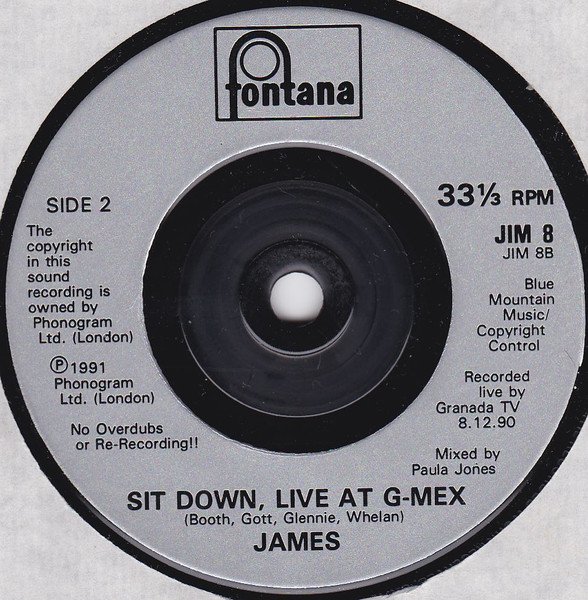 fontana
SIDE 2
33⅓ RPM
JIM 8
JIM 8B
The
copyright
in this
sound
recording is
owned by
Phonogram
Ltd. (London)
Ⓟ1991
Phonogram
Ltd. (London)
No Overdubs
or Re-Recording!!
Blue
Mountain
Music/
Copyright
Control
Recorded
live by
Granada TV
8.12.90
Mixed by
Paula Jones
SIT DOWN, LIVE AT G-MEX
(Booth, Gott, Glennie, Whelan)
JAMES